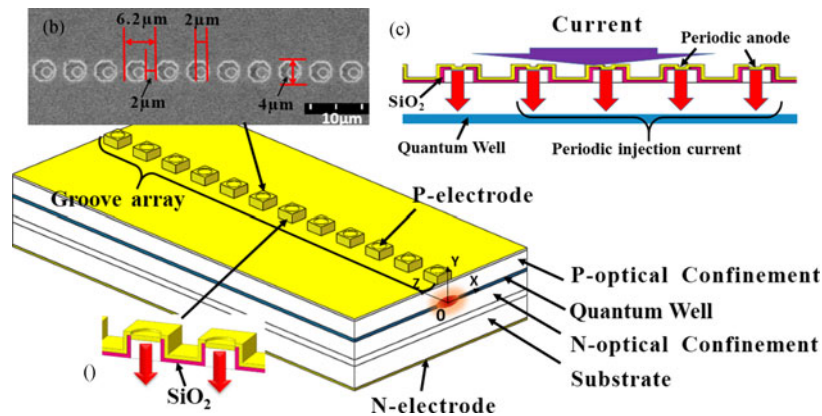 (b)
6.2μm
2μm
2μm
4μm
10μm
(c)
Current
Periodic anode
SiO₂
Quantum Well
Periodic injection current
Groove array
P-electrode
Y
Z
X
0
P-optical Confinement
Quantum Well
N-optical Confinement
Substrate
()
SiO₂
N-electrode